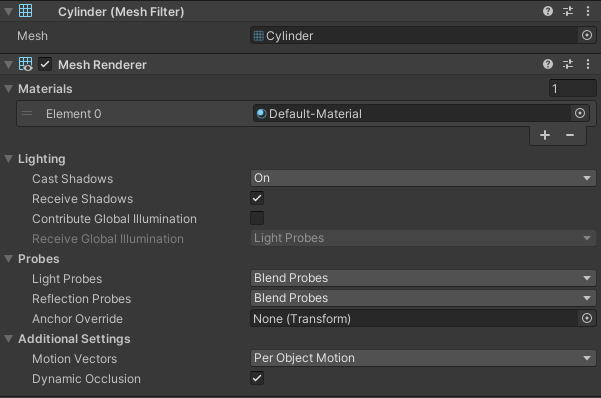 Cylinder (Mesh Filter)
Mesh Cylinder
Mesh Renderer
Materials 1
Element 0 Default-Material
Lighting
Cast Shadows On
Receive Shadows
Contribute Global Illumination
Receive Global Illumination Light Probes
Probes
Light Probes Blend Probes
Reflection Probes Blend Probes
Anchor Override None (Transform)
Additional Settings
Motion Vectors Per Object Motion
Dynamic Occlusion